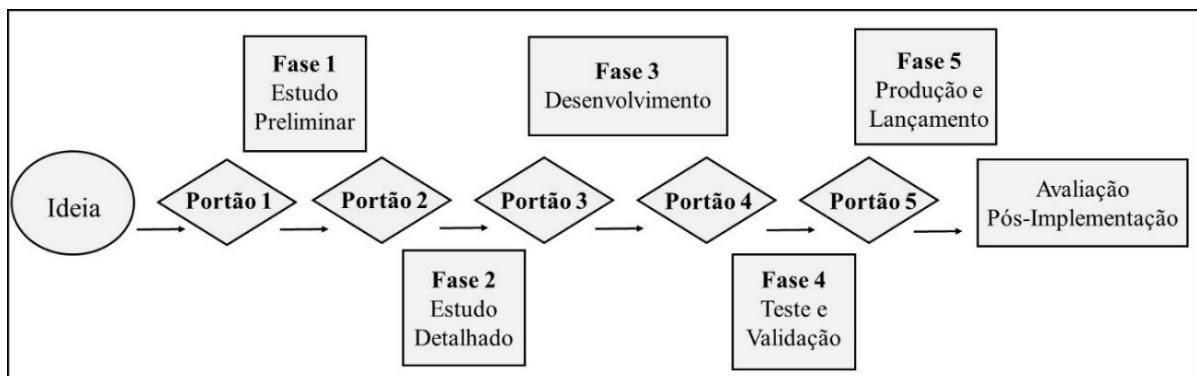 Fase 1
Estudo
Preliminar
Fase 3
Desenvolvimento
Fase 5
Produção e
Lançamento
Ideia
Portão 1
Portão 2
Portão 3
Portão 4
Portão 5
Avaliação
Pós-Implementação
Fase 2
Estudo
Detalhado
Fase 4
Teste e
Validação